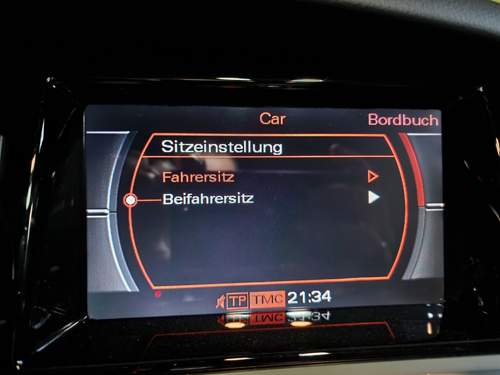 Car Bordbuch
Sitzeinstellung
Fahrersitz
Beifahrersitz
TP TMC 21:34